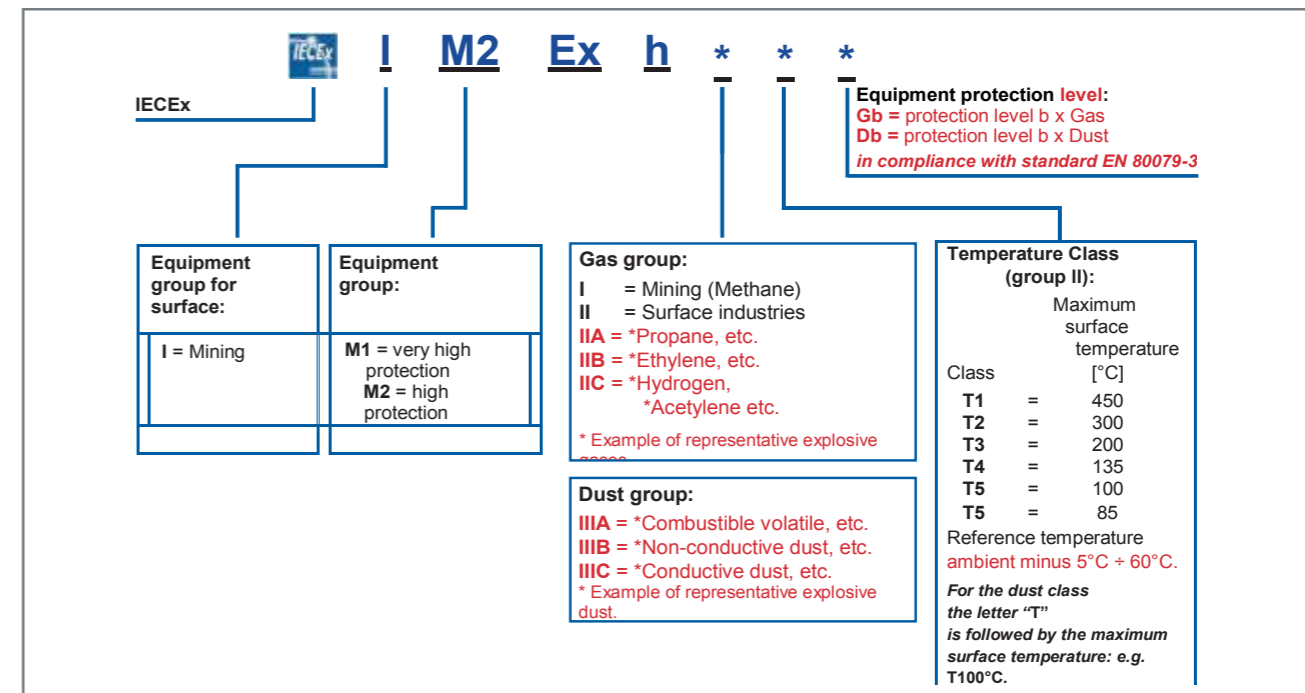 IECEx I M2 Ex h * * *
IECEx
Equipment protection level:
Gb = protection level b x Gas
Db = protection level b x Dust
in compliance with standard EN 80079-3
Equipment
group for
surface:
I = Mining
Equipment
group:
M1 = very high
protection
M2 = high
protection
Gas group:
I = Mining (Methane)
II = Surface industries
IIA = *Propane, etc.
IIB = *Ethylene, etc.
IIC = *Hydrogen,
*Acetylene etc.
* Example of representative explosive
gases
Dust group:
IIIA = *Combustible volatile, etc.
IIIB = *Non-conductive dust, etc.
IIIC = *Conductive dust, etc.
* Example of representative explosive
dust.
Temperature Class
(group II):
Maximum
surface
temperature
Class [°C]
T1 = 450
T2 = 300
T3 = 200
T4 = 135
T5 = 100
T5 = 85
Reference temperature
ambient minus 5°C ÷ 60°C.
For the dust class
the letter “T”
is followed by the maximum
surface temperature: e.g.
T100°C.